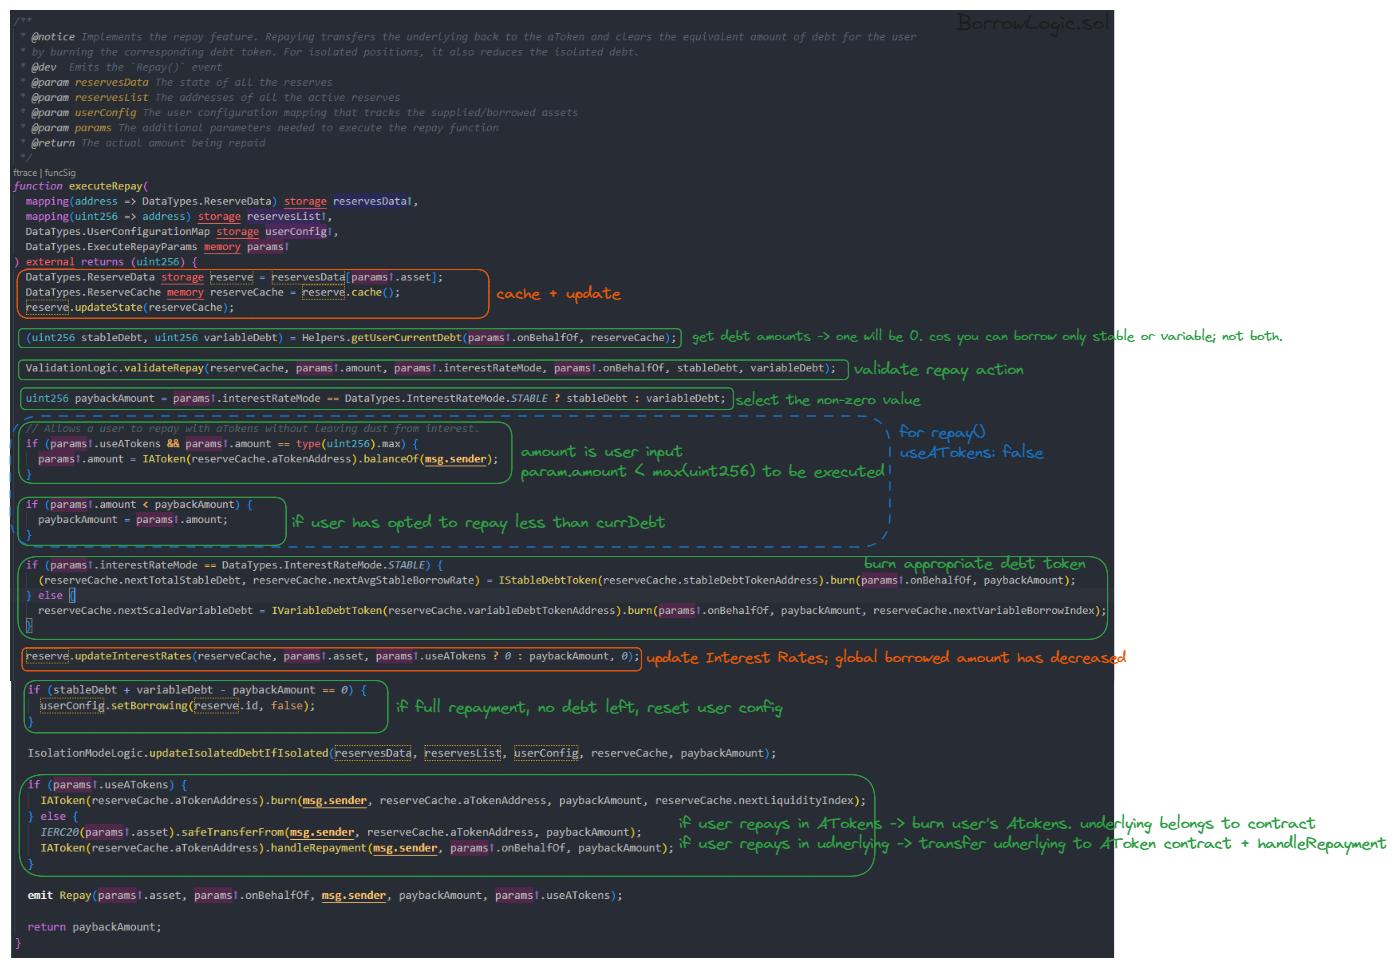 BorrowLogic.sol
/**
* @notice Implements the repay feature. Repaying transfers the underlying back to the aToken and clears the equivalent amount of debt for the user
* by burning the corresponding debt token. For isolated positions, it also reduces the isolated debt.
* @dev  Emits the `Repay()` event
* @param reservesData The state of all the reserves
* @param reservesList The addresses of all the active reserves
* @param userConfig The user configuration mapping that tracks the supplied/borrowed assets
* @param params The additional parameters needed to execute the repay function
* @return The actual amount being repaid
*/
ftrace | funcSig
function executeRepay(
mapping(address => DataTypes.ReserveData) storage reservesData↑,
mapping(uint256 => address) storage reservesList↑,
DataTypes.UserConfigurationMap storage userConfig↑,
DataTypes.ExecuteRepayParams memory params↑
) external returns (uint256) {
DataTypes.ReserveData storage reserve = reservesData[params↑.asset];
DataTypes.ReserveCache memory reserveCache = reserve.cache();
cache + update
reserve.updateState(reserveCache);
(uint256 stableDebt, uint256 variableDebt) = Helpers.getUserCurrentDebt(params↑.onBehalfOf, reserveCache);
get debt amounts -> one will be 0. cos you can borrow only stable or variable; not both.
ValidationLogic.validateRepay(reserveCache, params↑.amount, params↑.interestRateMode, params↑.onBehalfOf, stableDebt, variableDebt);
validate repay action
uint256 paybackAmount = params↑.interestRateMode == DataTypes.InterestRateMode.STABLE ? stableDebt : variableDebt;
select the non-zero value
// Allows a user to repay with aTokens without leaving dust from interest.
if (params↑.useATokens && params↑.amount == type(uint256).max) {
params↑.amount = IAToken(reserveCache.aTokenAddress).balanceOf(msg.sender);
}
amount is user input
param.amount < max(uint256) to be executed
for repay()
useATokens: false
if (params↑.amount < paybackAmount) {
paybackAmount = params↑.amount;
}
if user has opted to repay less than currDebt
burn appropriate debt token
if (params↑.interestRateMode == DataTypes.InterestRateMode.STABLE) {
(reserveCache.nextTotalStableDebt, reserveCache.nextAvgStableBorrowRate) = IStableDebtToken(reserveCache.stableDebtTokenAddress).burn(params↑.onBehalfOf, paybackAmount);
} else {
reserveCache.nextScaledVariableDebt = IVariableDebtToken(reserveCache.variableDebtTokenAddress).burn(params↑.onBehalfOf, paybackAmount, reserveCache.nextVariableBorrowIndex);
}
reserve.updateInterestRates(reserveCache, params↑.asset, params↑.useATokens ? 0 : paybackAmount, 0);
update Interest Rates; global borrowed amount has decreased
if (stableDebt + variableDebt - paybackAmount == 0) {
userConfig.setBorrowing(reserve.id, false);
}
if full repayment, no debt left, reset user config
IsolationModeLogic.updateIsolatedDebtIfIsolated(reservesData, reservesList, userConfig, reserveCache, paybackAmount);
if (params↑.useATokens) {
IAToken(reserveCache.aTokenAddress).burn(msg.sender, reserveCache.aTokenAddress, paybackAmount, reserveCache.nextLiquidityIndex);
} else {
IERC20(params↑.asset).safeTransferFrom(msg.sender, reserveCache.aTokenAddress, paybackAmount);
IAToken(reserveCache.aTokenAddress).handleRepayment(msg.sender, params↑.onBehalfOf, paybackAmount);
}
if user repays in ATokens -> burn user's Atokens. underlying belongs to contract
if user repays in udnerlying -> transfer udnerlying to AToken contract + handleRepayment
emit Repay(params↑.asset, params↑.onBehalfOf, msg.sender, paybackAmount, params↑.useATokens);
return paybackAmount;
}